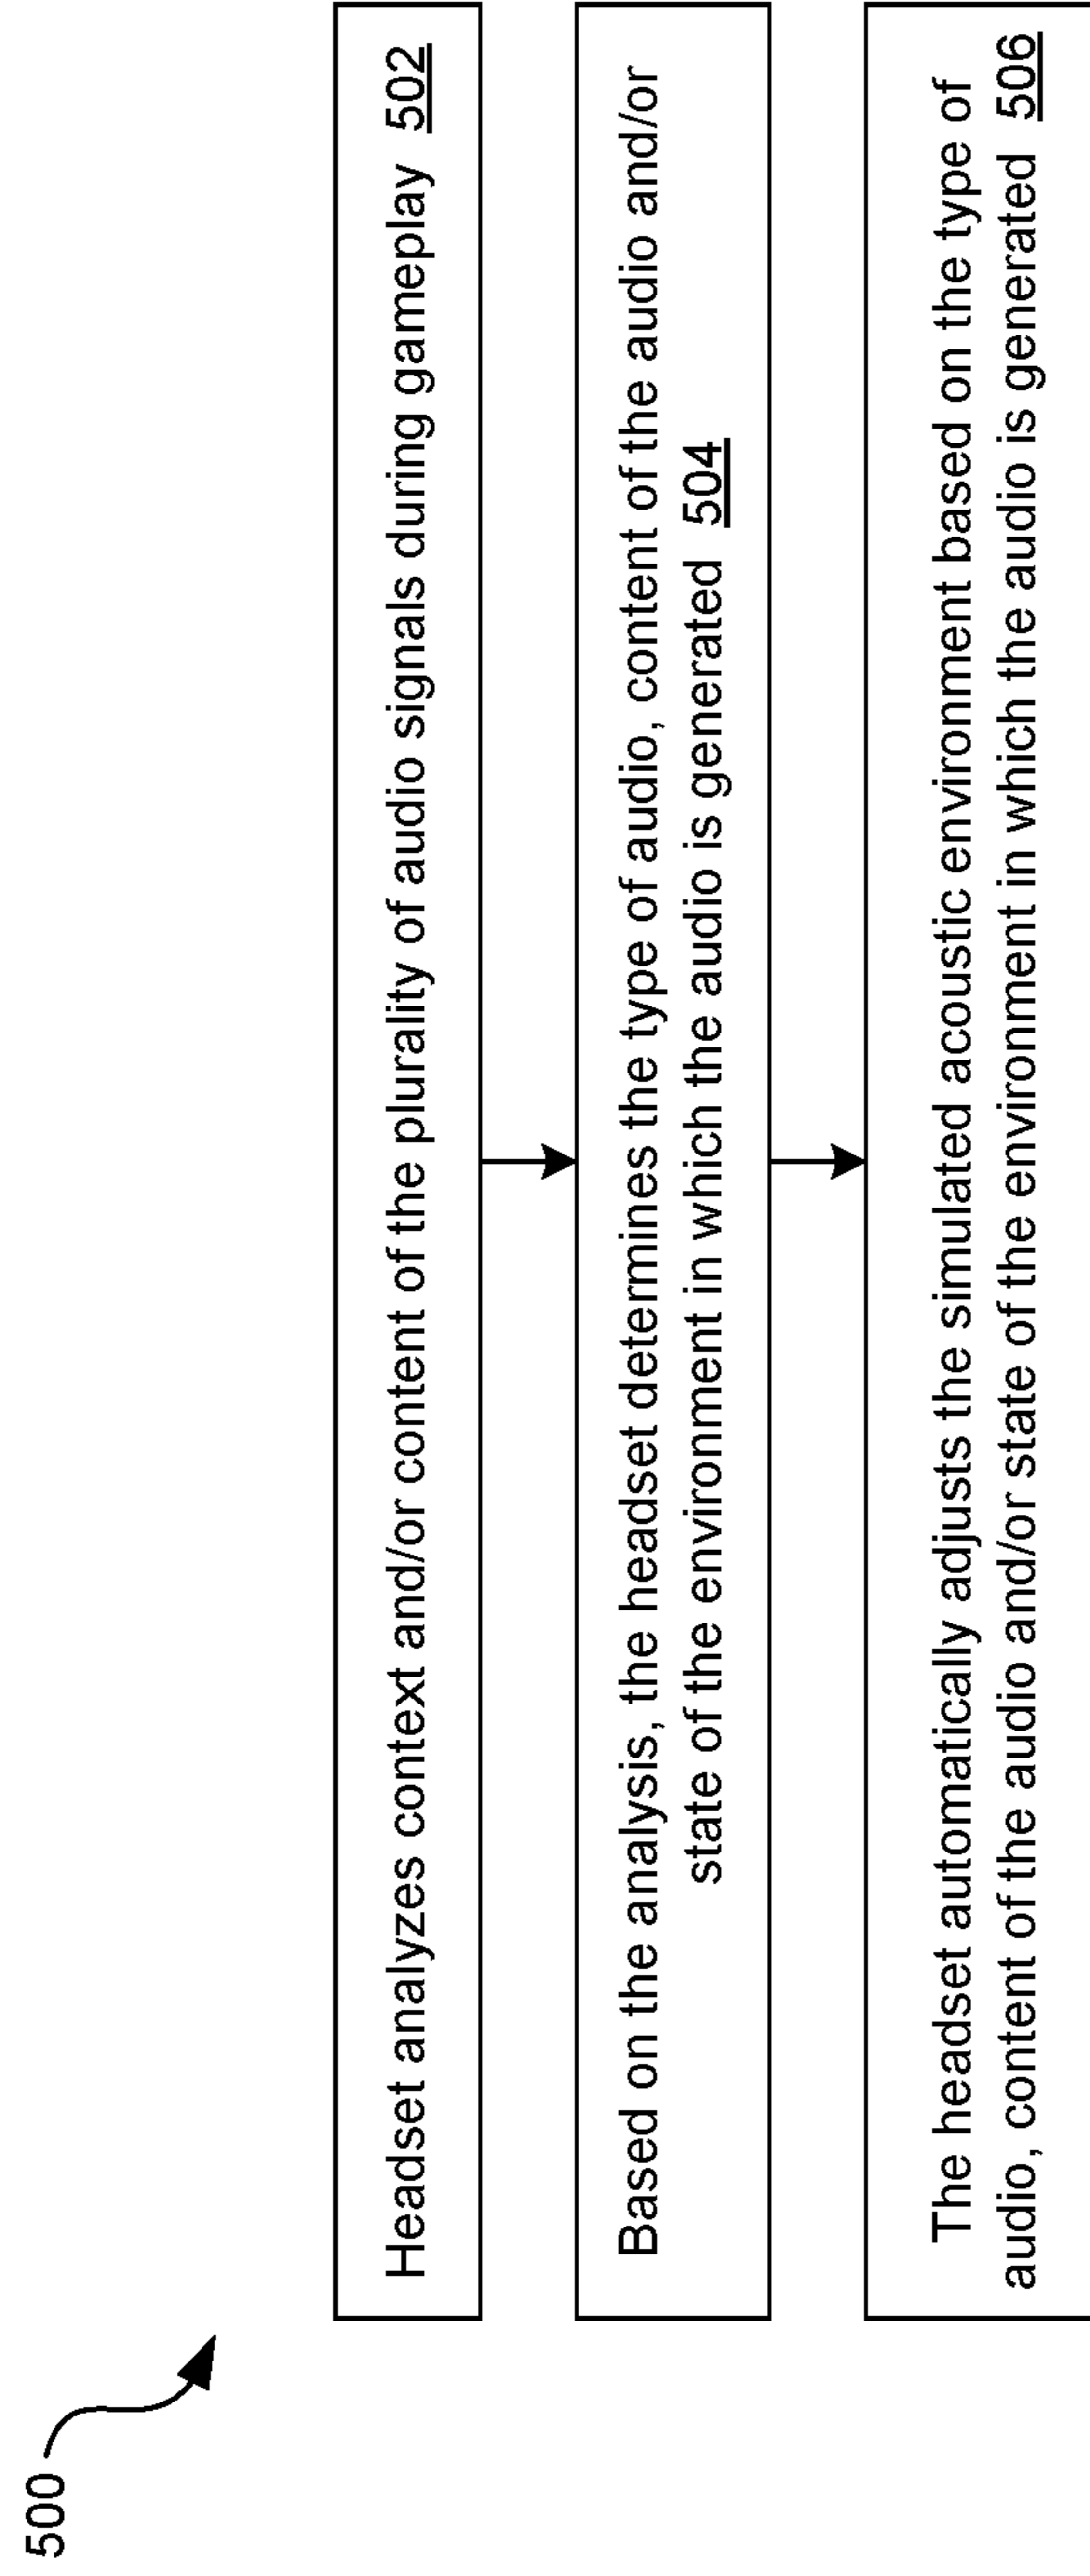 500
Headset analyzes context and/or content of the plurality of audio signals during gameplay 502
Based on the analysis, the headset determines the type of audio, content of the audio and/or
state of the environment in which the audio is generated 504
The headset automatically adjusts the simulated acoustic environment based on the type of
audio, content of the audio and/or state of the environment in which the audio is generated 506